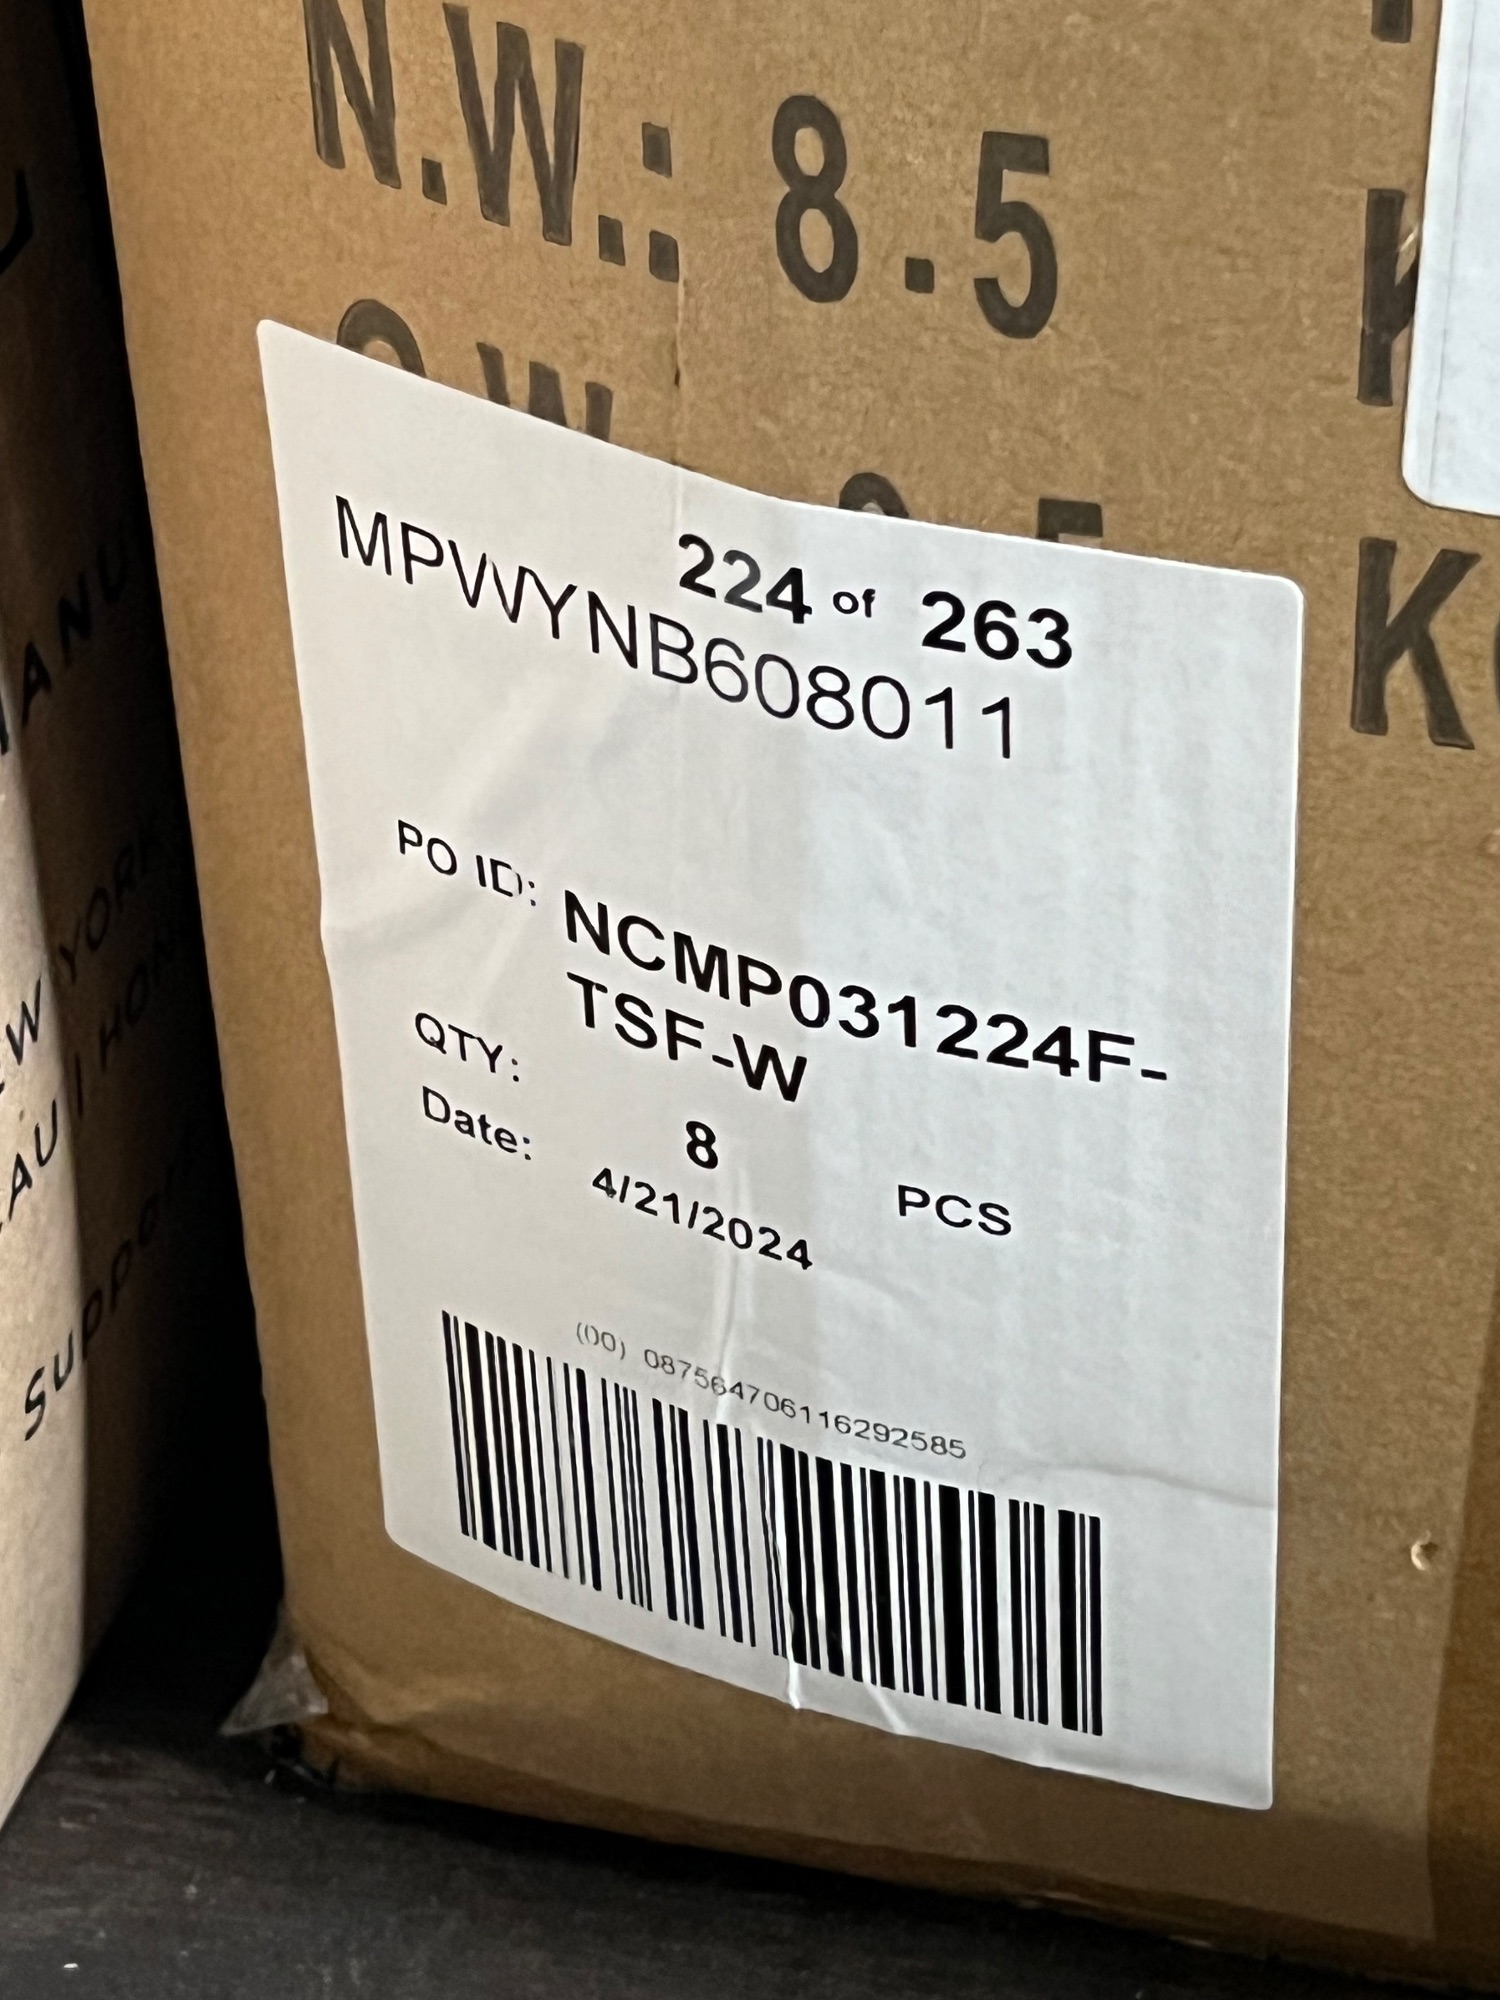 N.W.: 8.5
224 of 263
MPWYNB608011
PO ID: NCMP031224F-
TSF-W
QTY: 8 PCS
Date: 4/21/2024
(00) 087564706116292585